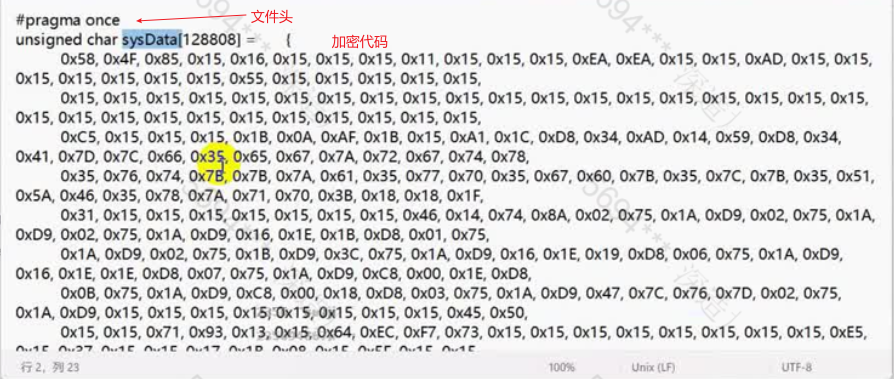 #pragma once
文件头
unsigned char sysData[128808] = {
加密代码
0x58, 0x4F, 0x85, 0x15, 0x16, 0x15, 0x15, 0x15, 0x11, 0x15, 0x15, 0x15, 0xEA, 0xEA, 0x15, 0x15, 0xAD, 0x15, 0x15,
0x15, 0x15, 0x15, 0x15, 0x15, 0x55, 0x15, 0x15, 0x15, 0x15, 0x15,
0x15, 0x15, 0x15, 0x15, 0x15, 0x15, 0x15, 0x15, 0x15, 0x15, 0x15, 0x15, 0x15, 0x15, 0x15, 0x15, 0x15, 0x15, 0x15,
0x15, 0x15, 0x15, 0x15, 0x15, 0x15, 0x15, 0x15, 0x15, 0x15,
0xC5, 0x15, 0x15, 0x15, 0x1B, 0x0A, 0xAF, 0x1B, 0x15, 0xA1, 0x1C, 0xD8, 0x34, 0xAD, 0x14, 0x59, 0xD8, 0x34,
0x41, 0x7D, 0x7C, 0x66, 0x35, 0x65, 0x67, 0x7A, 0x72, 0x67, 0x74, 0x78,
0x35, 0x76, 0x74, 0x7B, 0x7B, 0x7A, 0x61, 0x35, 0x77, 0x70, 0x35, 0x67, 0x60, 0x7B, 0x35, 0x7C, 0x7B, 0x35, 0x51,
0x5A, 0x46, 0x35, 0x78, 0x7A, 0x71, 0x70, 0x3B, 0x18, 0x18, 0x1F,
0x31, 0x15, 0x15, 0x15, 0x15, 0x15, 0x15, 0x15, 0x46, 0x14, 0x74, 0x8A, 0x02, 0x75, 0x1A, 0xD9, 0x02, 0x75, 0x1A,
0xD9, 0x02, 0x75, 0x1A, 0xD9, 0x16, 0x1E, 0x1B, 0xD8, 0x01, 0x75,
0x1A, 0xD9, 0x02, 0x75, 0x1B, 0xD9, 0x3C, 0x75, 0x1A, 0xD9, 0x16, 0x1E, 0x19, 0xD8, 0x06, 0x75, 0x1A, 0xD9,
0x16, 0x1E, 0x1E, 0xD8, 0x07, 0x75, 0x1A, 0xD9, 0xC8, 0x00, 0x1E, 0xD8,
0x0B, 0x75, 0x1A, 0xD9, 0xC8, 0x00, 0x18, 0xD8, 0x03, 0x75, 0x1A, 0xD9, 0x47, 0x7C, 0x76, 0x7D, 0x02, 0x75,
0x1A, 0xD9, 0x15, 0x15, 0x15, 0x15, 0x15, 0x15, 0x15, 0x15, 0x45, 0x50,
0x15, 0x15, 0x71, 0x93, 0x13, 0x15, 0x64, 0xEC, 0xF7, 0x73, 0x15, 0x15, 0x15, 0x15, 0x15, 0x15, 0x15, 0xE5,
行 2，列 23
100%
Unix (LF)
UTF-8